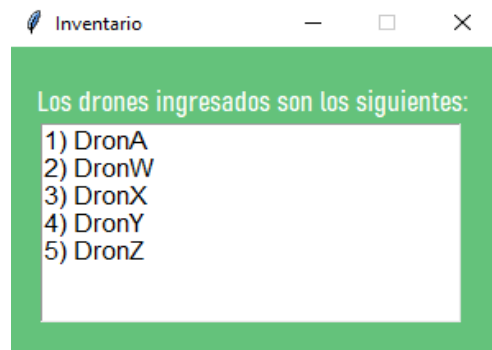 Inventario
Los drones ingresados son los siguientes:
1) DronA
2) DronW
3) DronX
4) DronY
5) DronZ